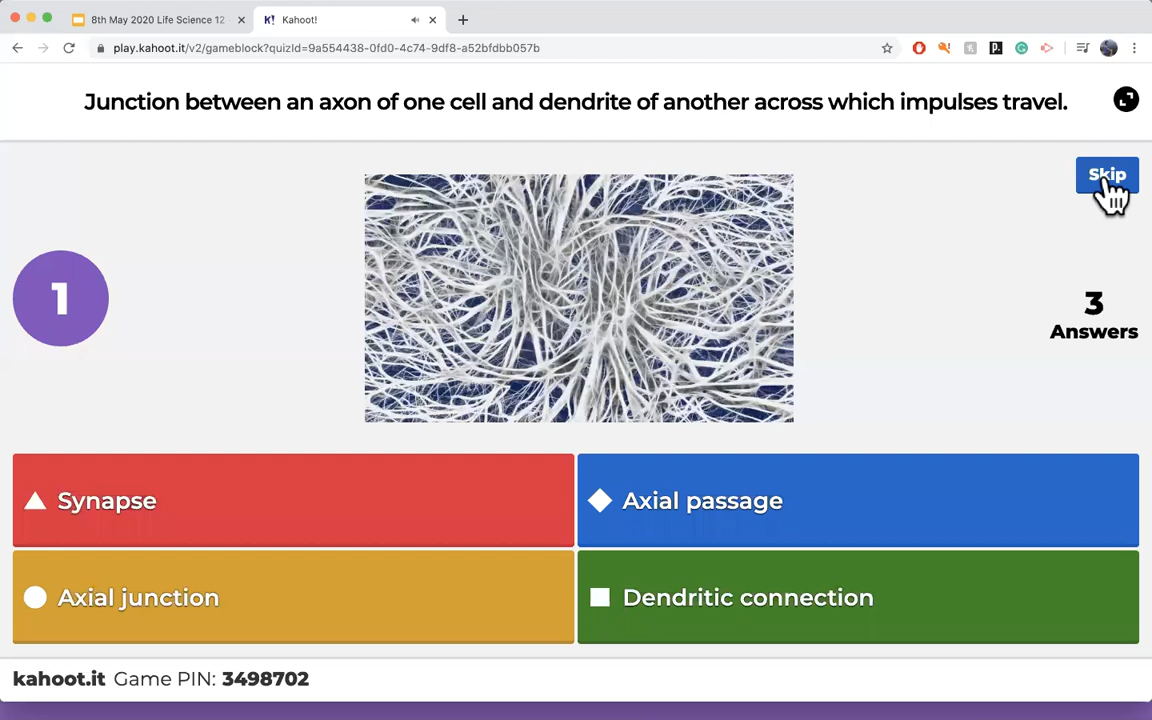 8th May 2020 Life Science 12
K! Kahoot!
play.kahoot.it/v2/gameblock?quizId=9a554438-0fd0-4c74-9df8-a52bfdbb057b
Junction between an axon of one cell and dendrite of another across which impulses travel.
Skip
1
3
Answers
Synapse
Axial passage
Axial junction
Dendritic connection
kahoot.it Game PIN: 3498702